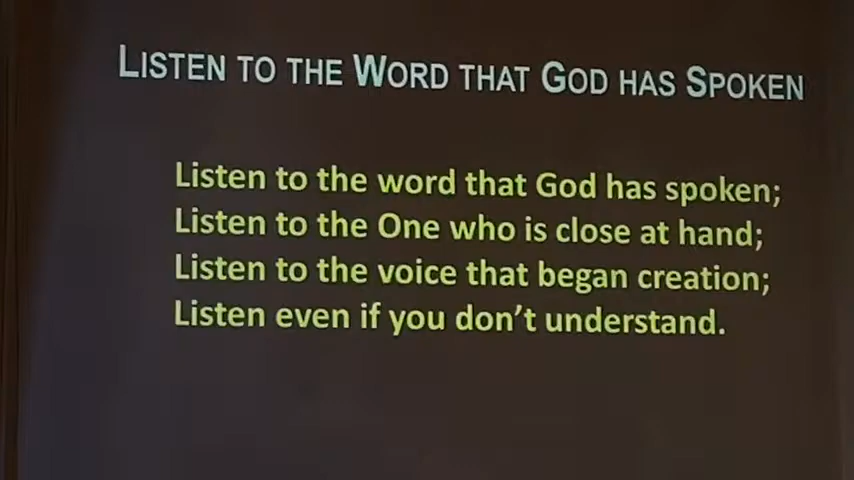 LISTEN TO THE WORD THAT GOD HAS SPOKEN
Listen to the word that God has spoken;
Listen to the One who is close at hand;
Listen to the voice that began creation;
Listen even if you don't understand.